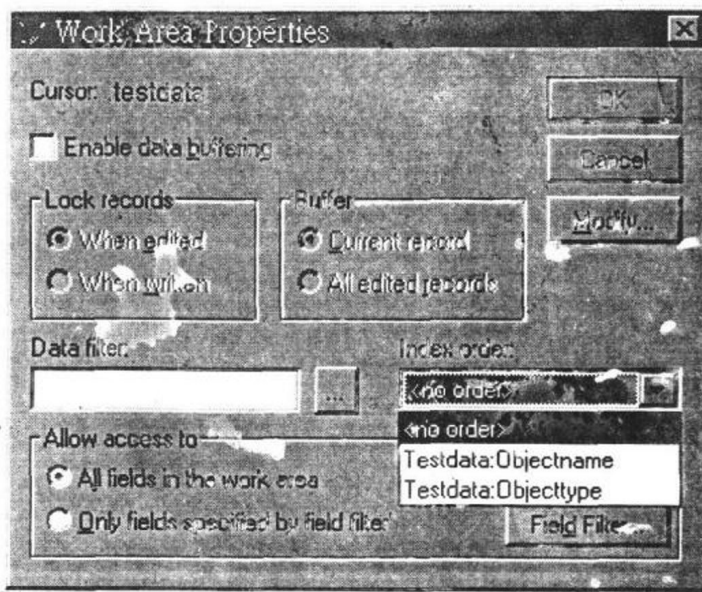 Work Area Properties
Cursor: testdata
OK
Enable data buffering
Cancel
Lock records
Buffer
Modify...
When edited
Current record
When written
All edited records
Data filter:
Index order:
...
<no order>
Allow access to
<no order>
All fields in the work area
Testdata:Objectname
Testdata:Objecttype
Only fields specified by field filter
Field Filter...